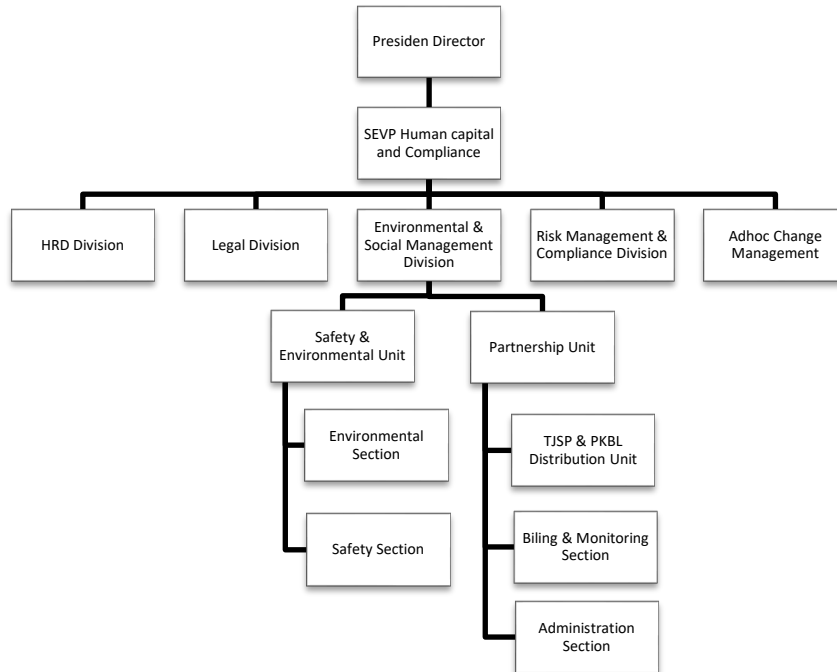 Presiden Director
SEVP Human capital
and Compliance
HRD Division
Legal Division
Environmental &
Social Management
Division
Risk Management &
Compliance Division
Adhoc Change
Management
Safety &
Environmental Unit
Partnership Unit
Environmental
Section
TJSP & PKBL
Distribution Unit
Safety Section
Biling & Monitoring
Section
Administration
Section